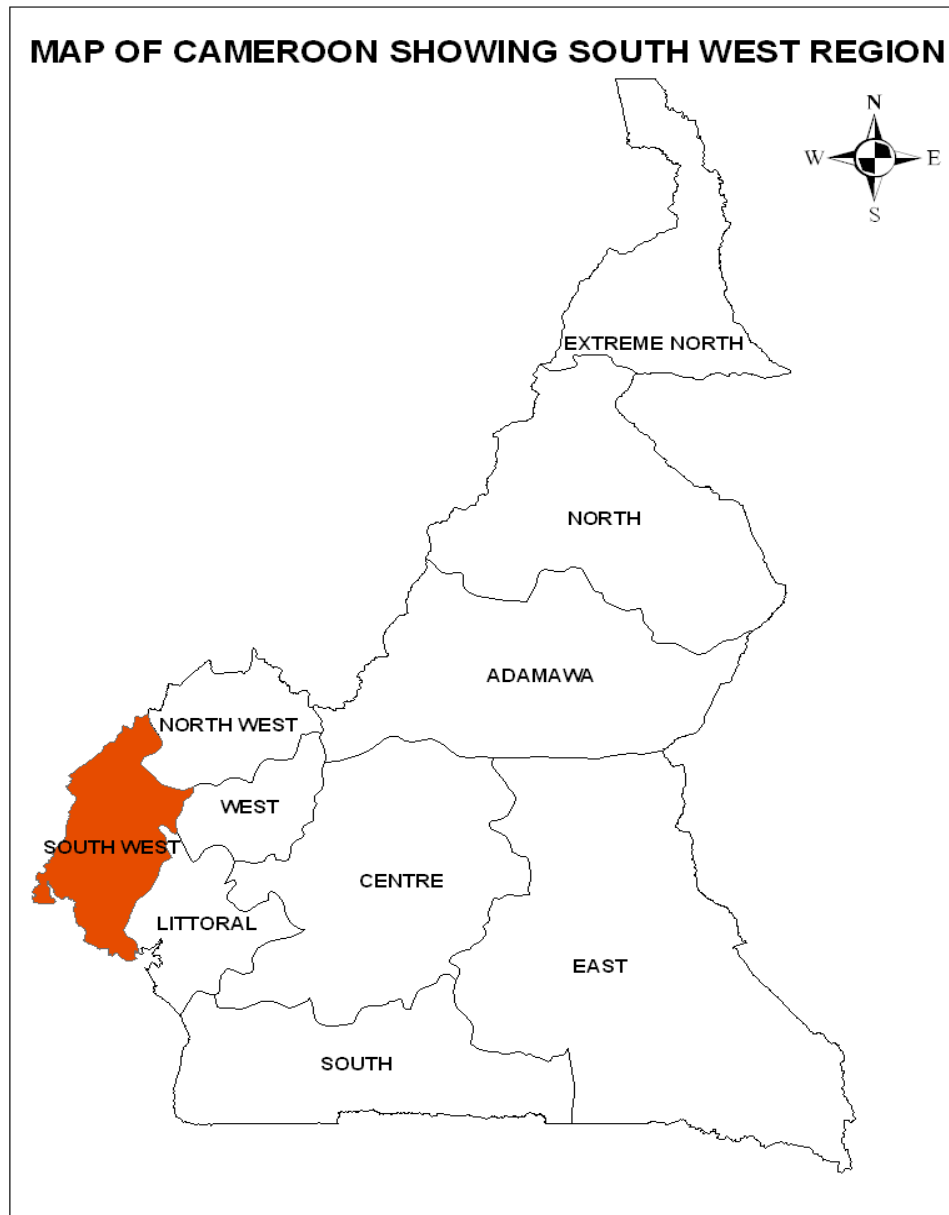 MAP OF CAMEROON SHOWING SOUTH WEST REGION
N
W E
S
EXTREME NORTH
NORTH
ADAMAWA
NORTH WEST
WEST
SOUTH WEST
CENTRE
LITTORAL
EAST
SOUTH